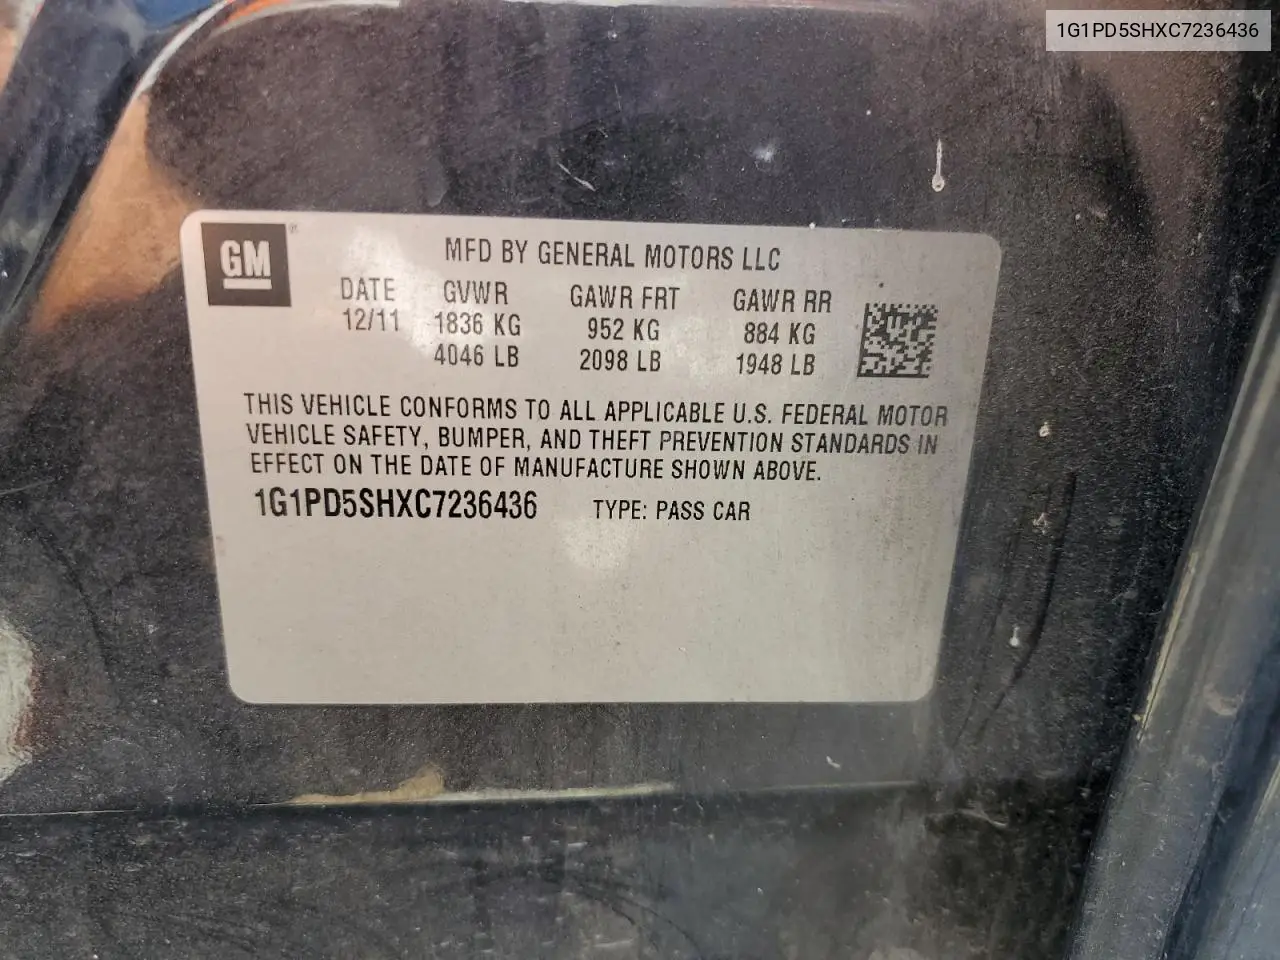 1G1PD5SHXC7236436
GM
MFD BY GENERAL MOTORS LLC
DATE GVWR GAWR FRT GAWR RR
12/11 1836 KG 952 KG 884 KG
4046 LB 2098 LB 1948 LB
THIS VEHICLE CONFORMS TO ALL APPLICABLE U.S. FEDERAL MOTOR
VEHICLE SAFETY, BUMPER, AND THEFT PREVENTION STANDARDS IN
EFFECT ON THE DATE OF MANUFACTURE SHOWN ABOVE.
1G1PD5SHXC7236436 TYPE: PASS CAR